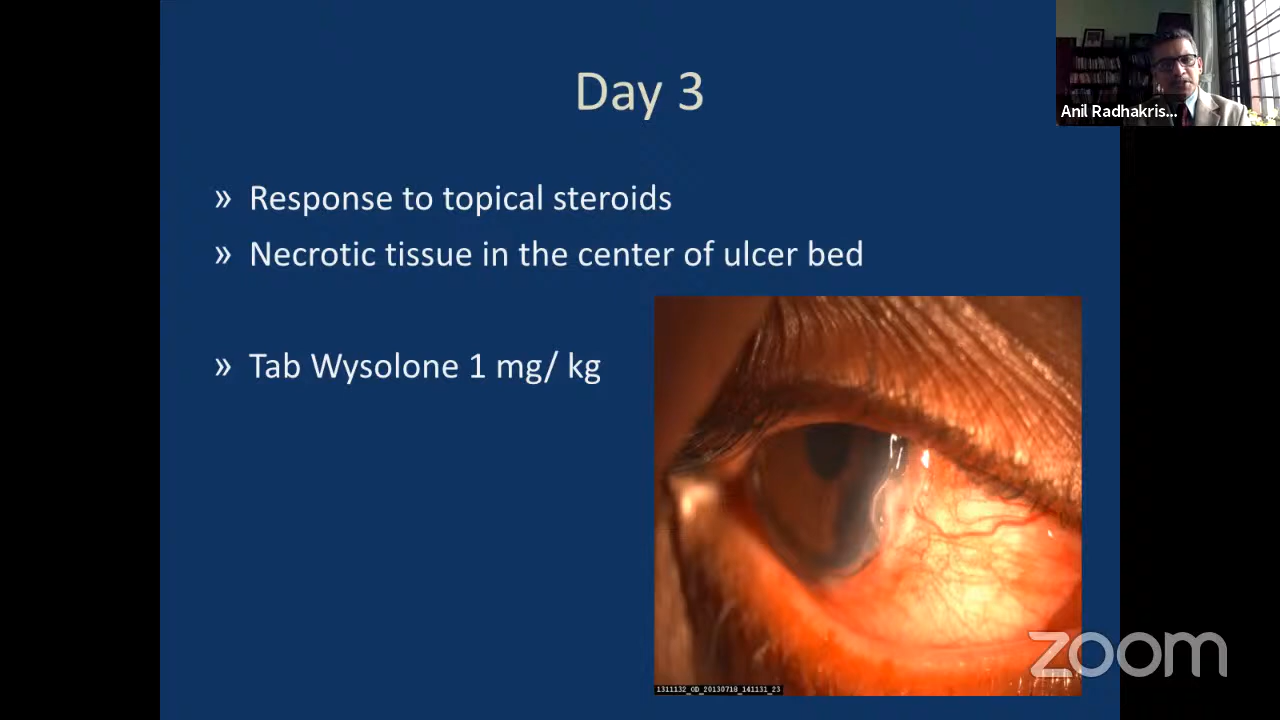 Day 3
Anil Radhakris...
» Response to topical steroids
» Necrotic tissue in the center of ulcer bed
» Tab Wysolone 1 mg/ kg
1311132_OD_20130718_141131_23
zoom